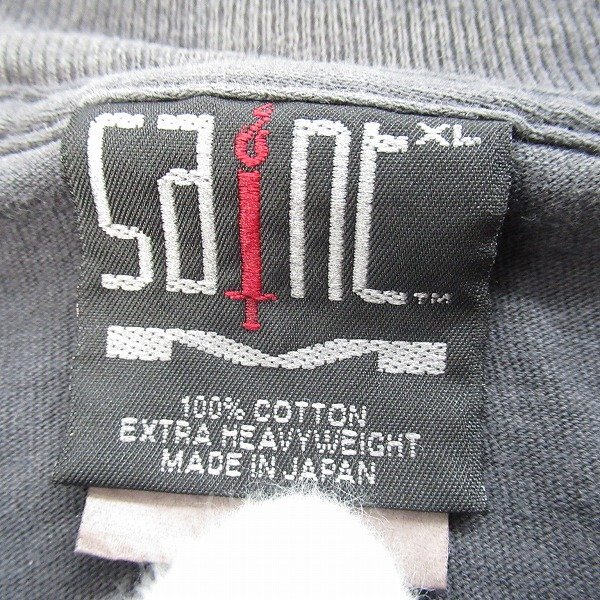 saint XL
TM
100% COTTON
EXTRA HEAVYWEIGHT
MADE IN JAPAN